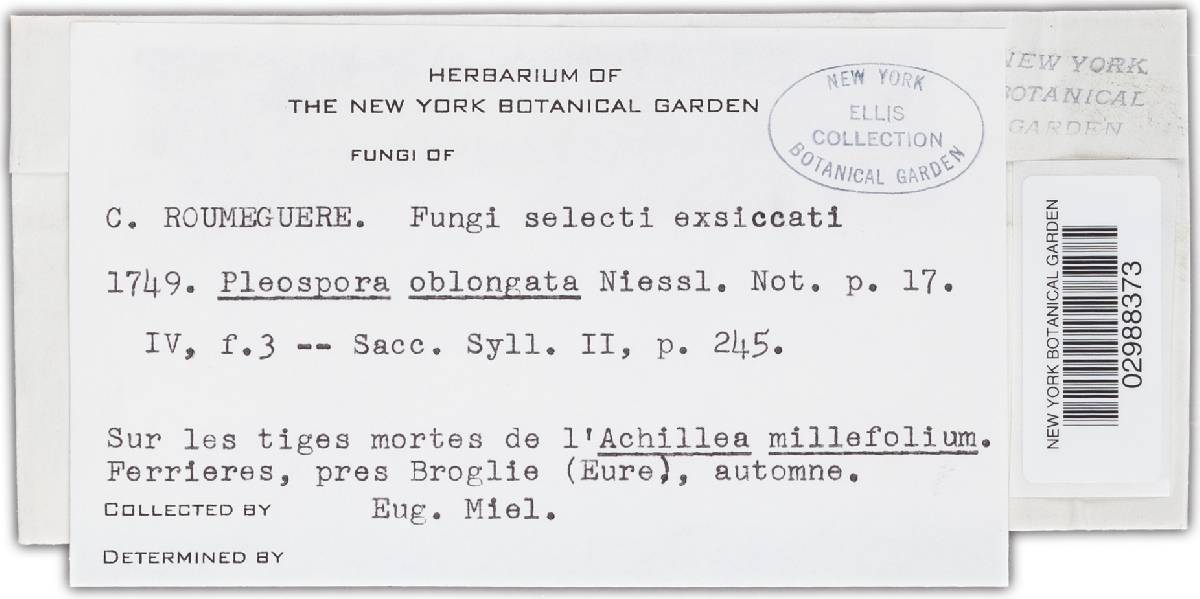 HERBARIUM OF
THE NEW YORK BOTANICAL GARDEN
FUNGI OF
NEW YORK
ELLIS
COLLECTION
BOTANICAL GARDEN
NEW YORK
BOTANICAL
GARDEN
C. ROUMEGUERE. Fungi selecti exsiccati
1749. Pleospora oblongata Niessl. Not. p. 17.
IV, f.3 -- Sacc. Syll. II, p. 245.
Sur les tiges mortes de l'Achillea millefolium.
Ferrieres, pres Broglie (Eure), automne.
COLLECTED BY Eug. Miel.
DETERMINED BY
NEW YORK BOTANICAL GARDEN
02988373